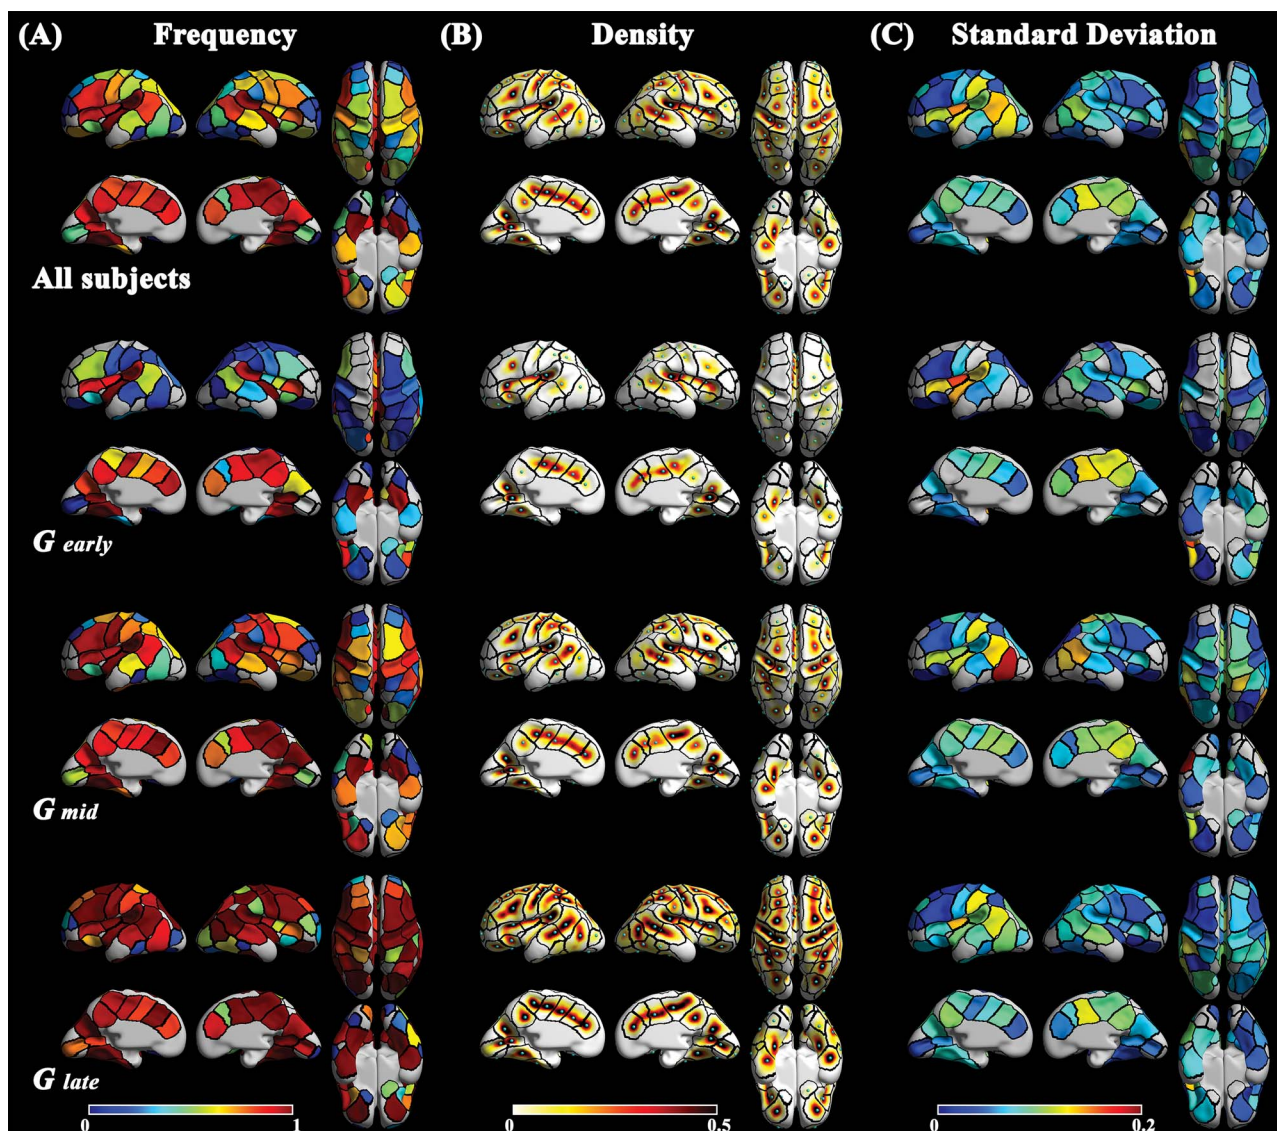 (A) Frequency (B) Density (C) Standard Deviation
All subjects
G early
G mid
G late
0 1 0 0.5 0 0.2